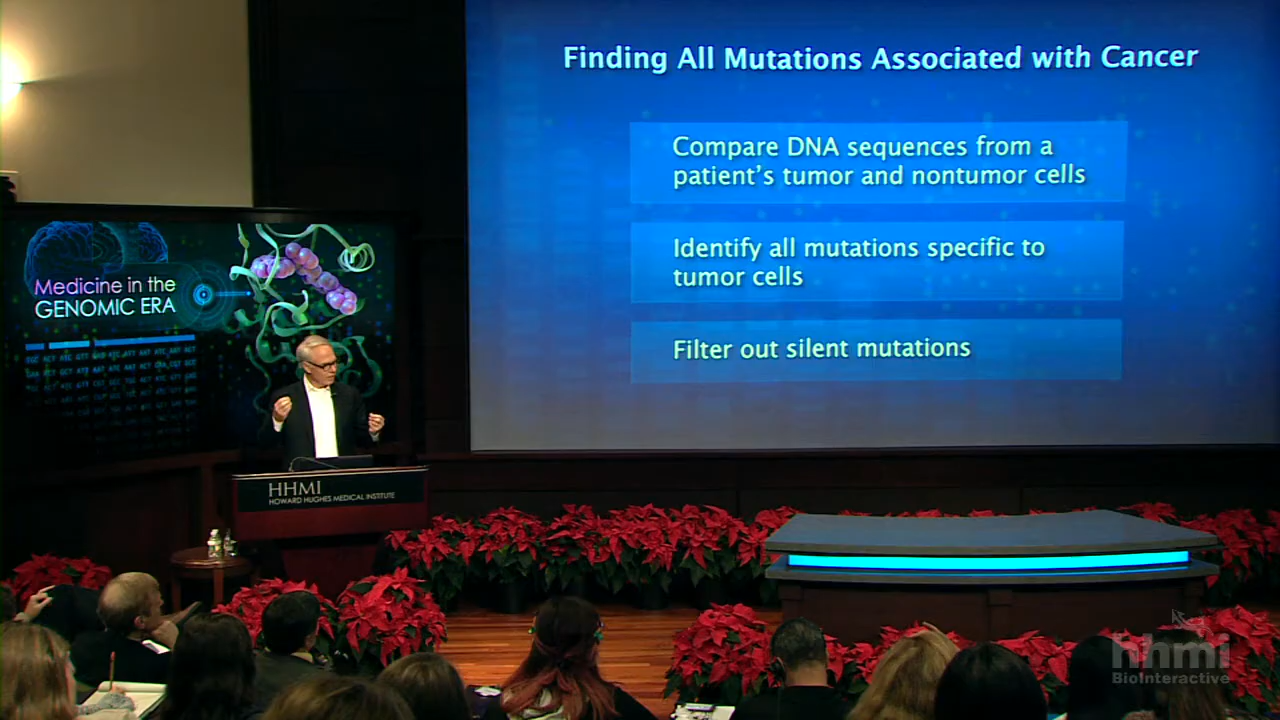 Finding All Mutations Associated with Cancer
Compare DNA sequences from a
patient's tumor and nontumor cells
Identify all mutations specific to
tumor cells
Filter out silent mutations
Medicine in the
GENOMIC ERA
HHMI
HOWARD HUGHES MEDICAL INSTITUTE
hhmi
BioInteractive